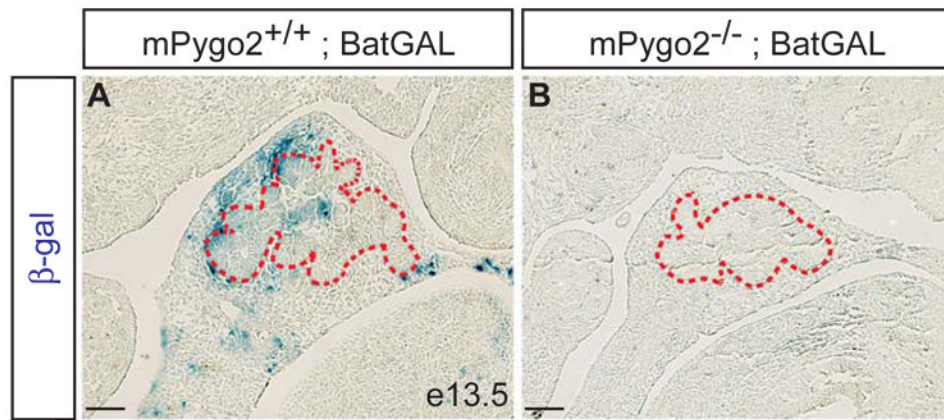 mPygo2+/+ ; BatGAL
mPygo2-/- ; BatGAL
β-gal
A
B
e13.5